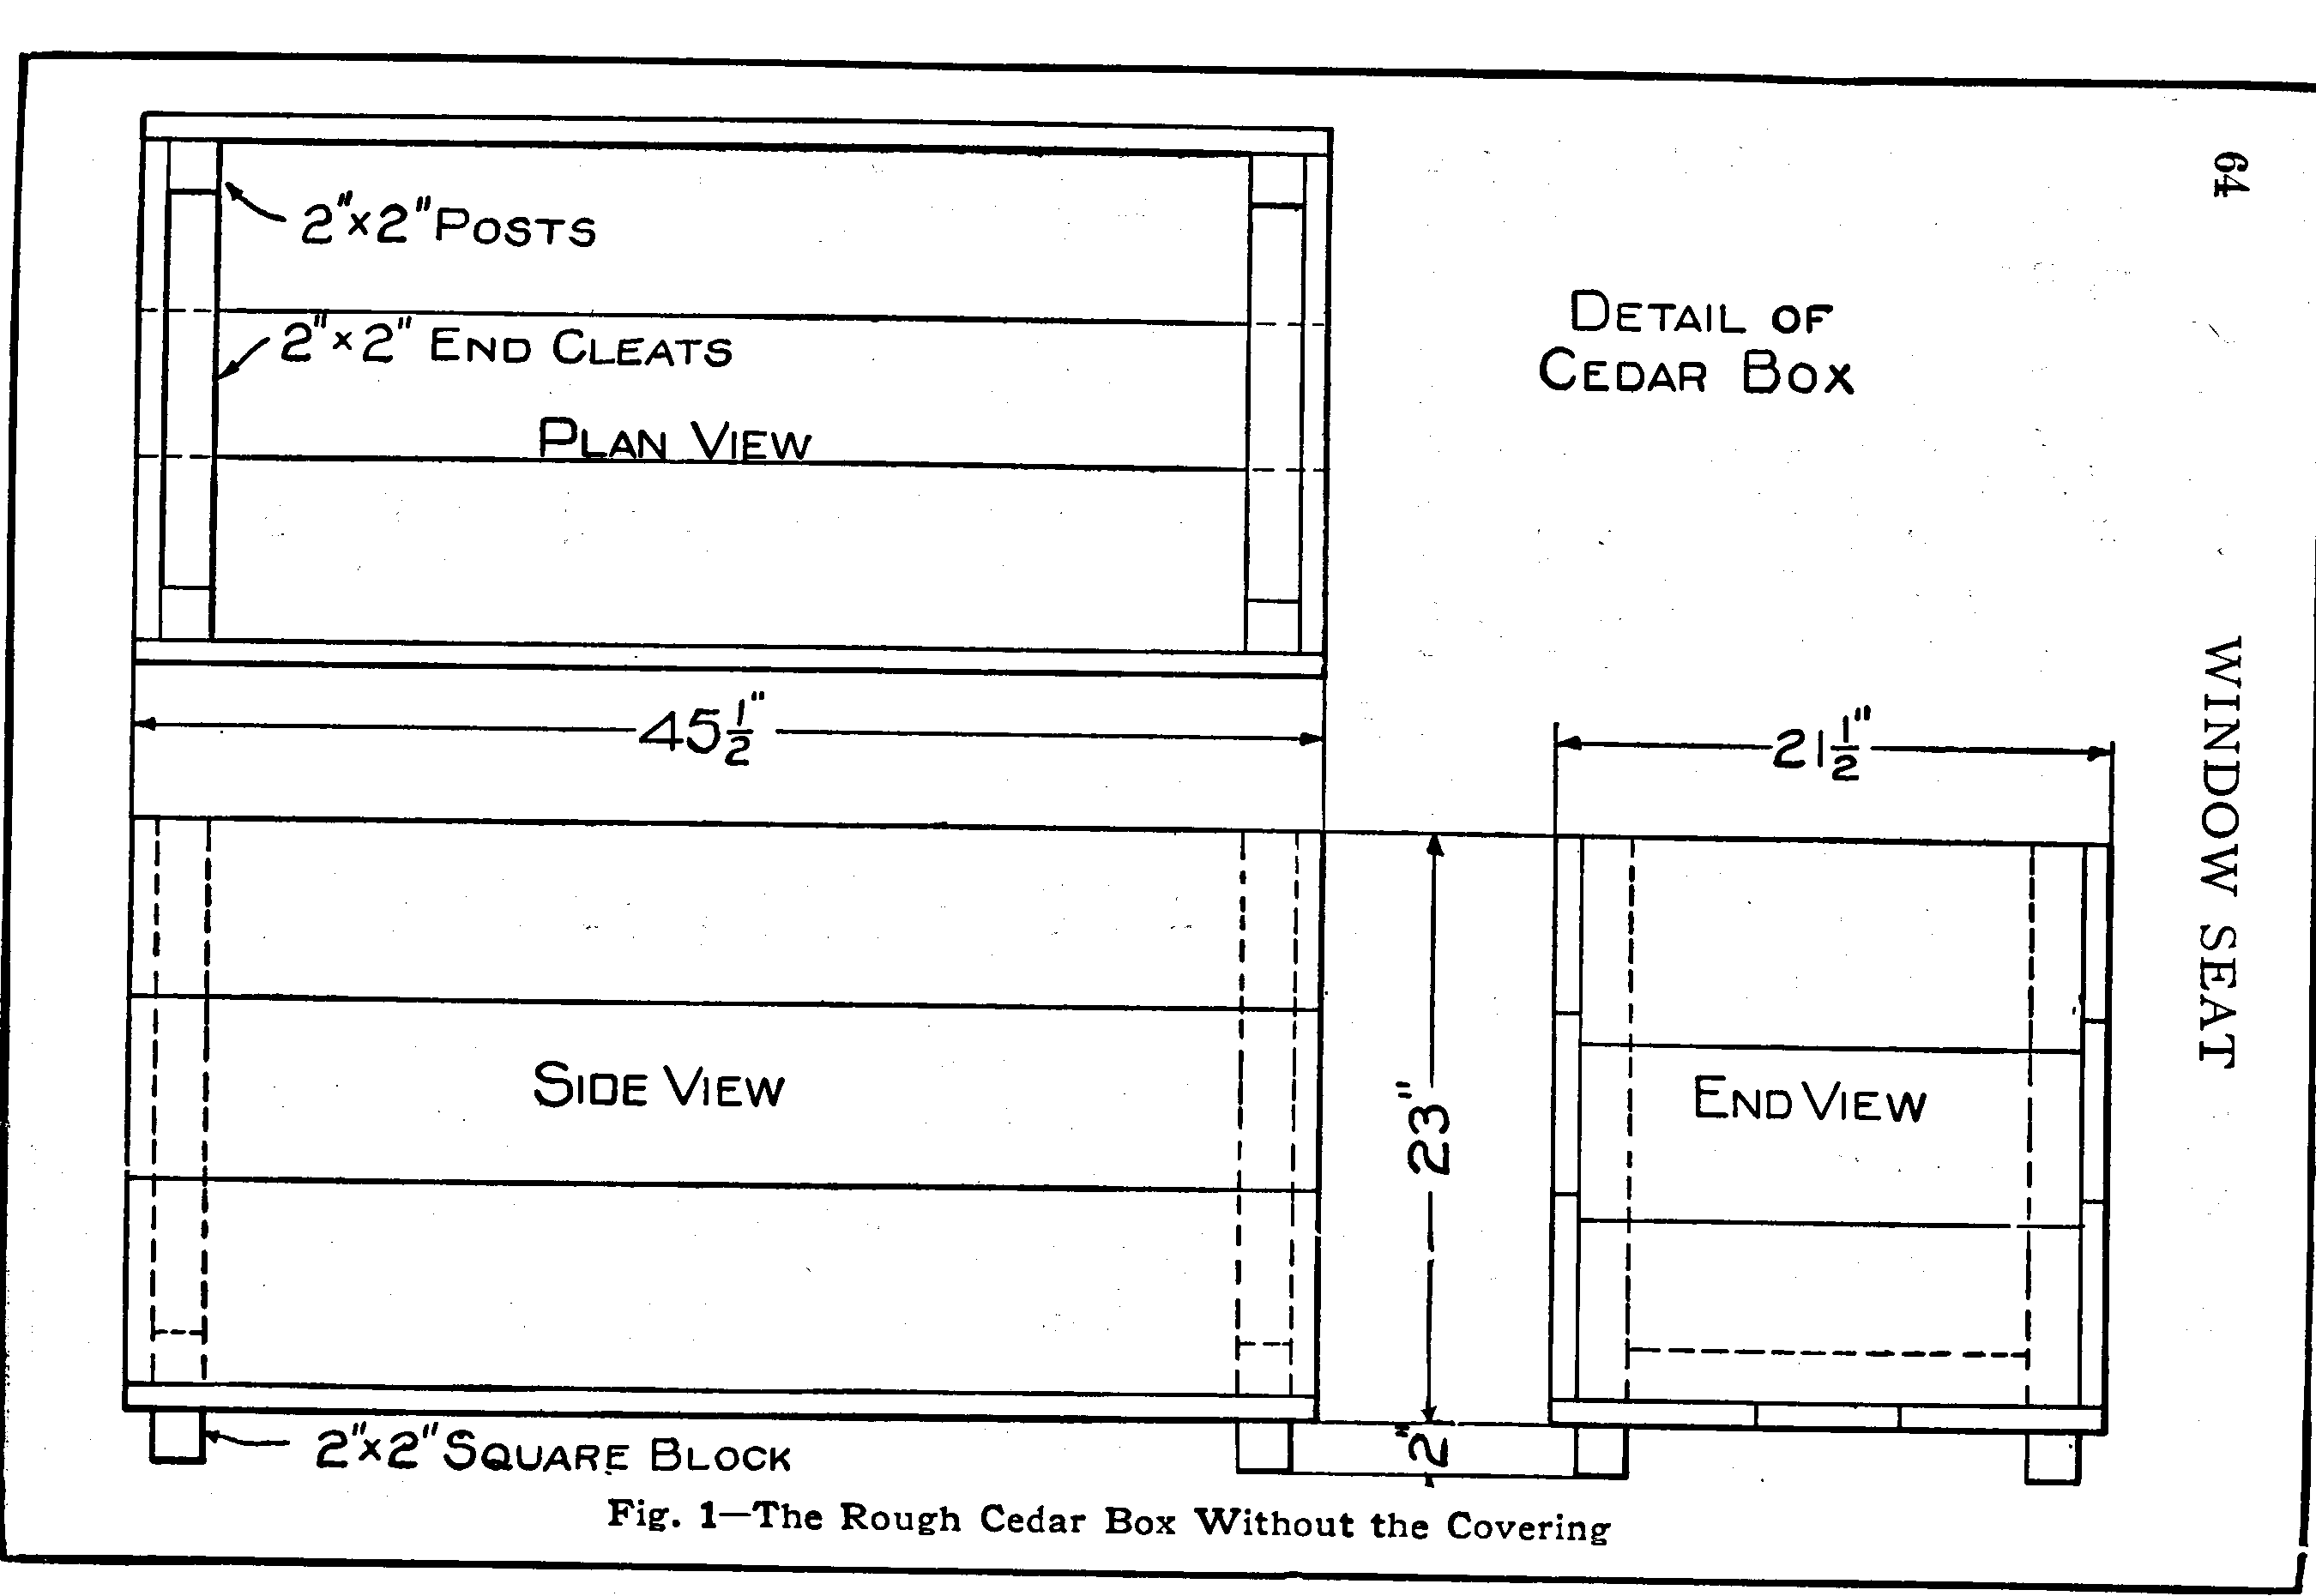 64
WINDOW SEAT
2"x2" POSTS
2"x2" END CLEATS
PLAN VIEW
DETAIL OF
CEDAR BOX
45 1/2"
21 1/2"
SIDE VIEW
23"
END VIEW
2"x2" SQUARE BLOCK
2"
Fig. 1—The Rough Cedar Box Without the Covering